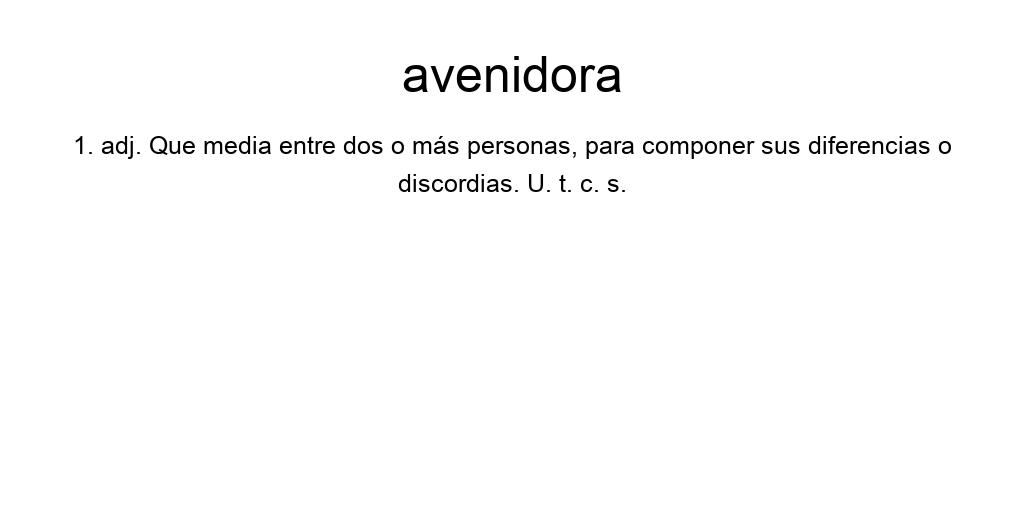 avenidora
1. adj. Que media entre dos o más personas, para componer sus diferencias o
discordias. U. t. c. s.